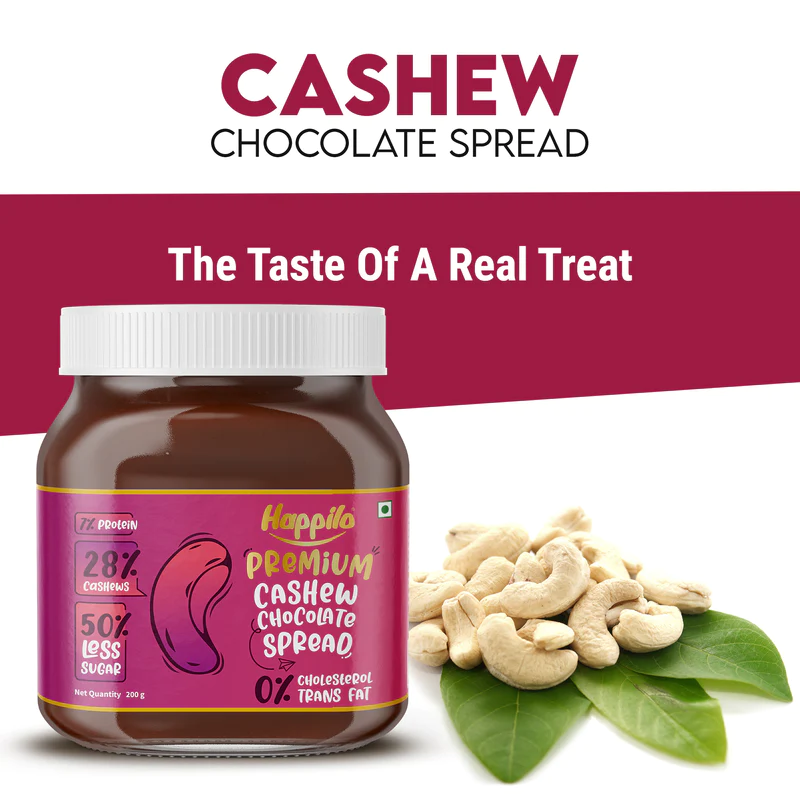 CASHEW
CHOCOLATE SPREAD
The Taste Of A Real Treat
7% PROTEIN
28%
CASHEWS
50%
LESS
SUGAR
Net Quantity 200 g
Happilo
PREMIUM
CASHEW
CHOCOLATE
SPREAD
0% CHOLESTEROL
TRANS FAT